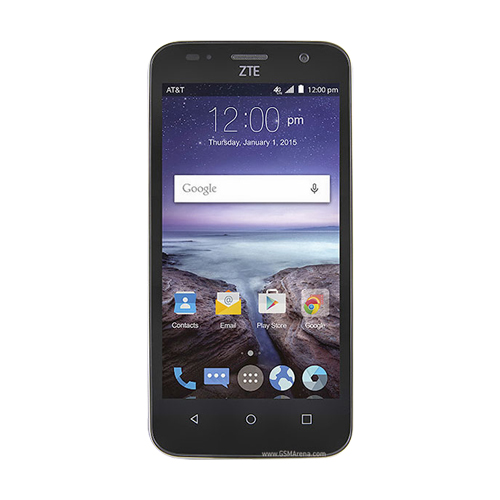 ZTE
AT&T 4G 12:00 pm
12:00 pm
Thursday, January 1, 2015
Google
Contacts Email Play Store Google
www.GSMArena.com